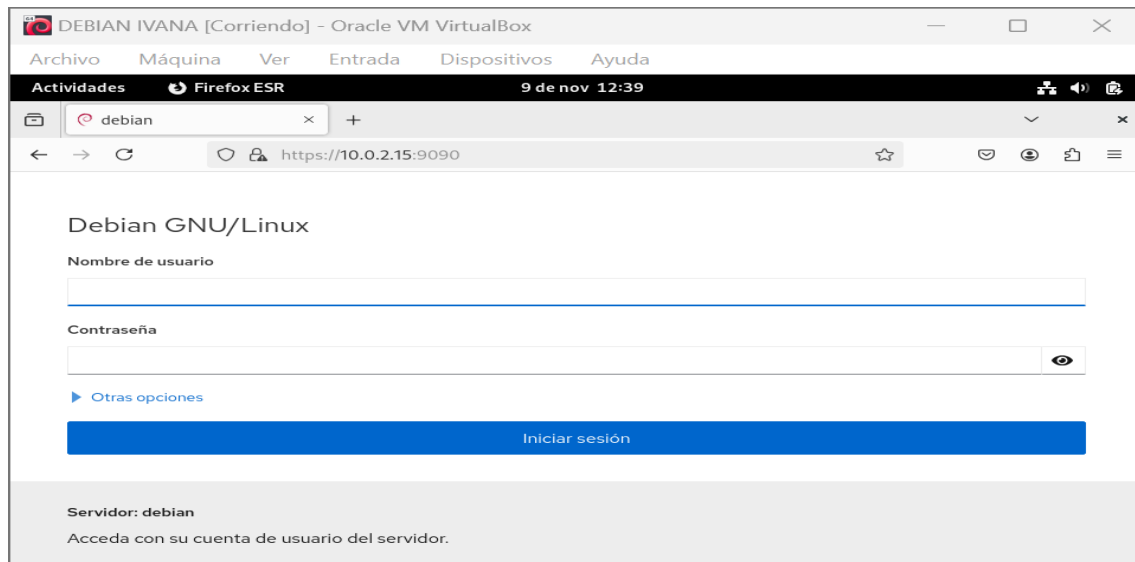 DEBIAN IVANA [Corriendo] - Oracle VM VirtualBox
Archivo Máquina Ver Entrada Dispositivos Ayuda
Actividades Firefox ESR 9 de nov 12:39
debian
https://10.0.2.15:9090
Debian GNU/Linux
Nombre de usuario
Contraseña
Otras opciones
Iniciar sesión
Servidor: debian
Acceda con su cuenta de usuario del servidor.